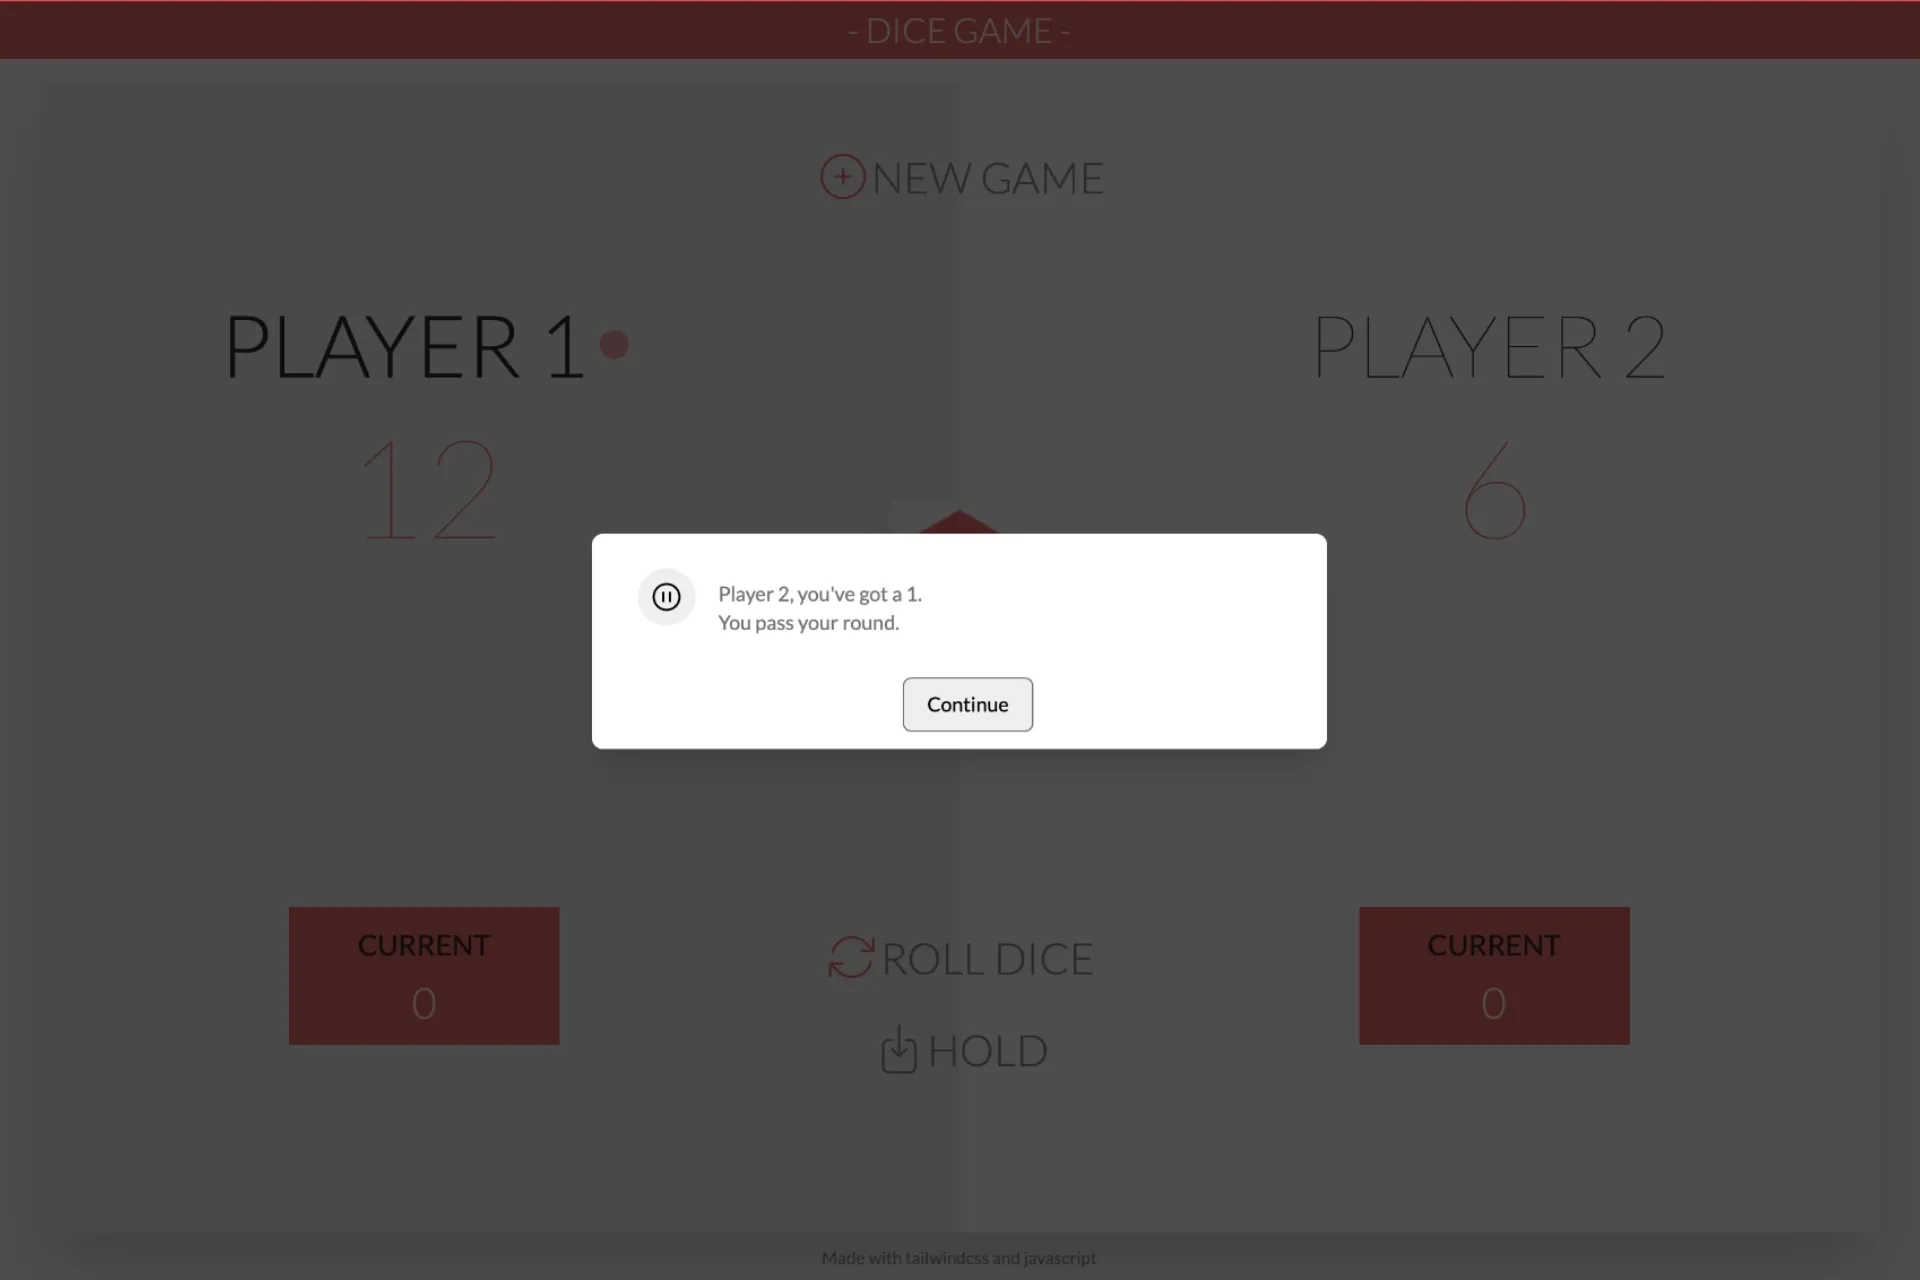 - DICE GAME -
NEW GAME
PLAYER 1
PLAYER 2
12
6
Player 2, you've got a 1.
You pass your round.
Continue
CURRENT
0
ROLL DICE
CURRENT
0
HOLD
Made with tailwindcss and javascript